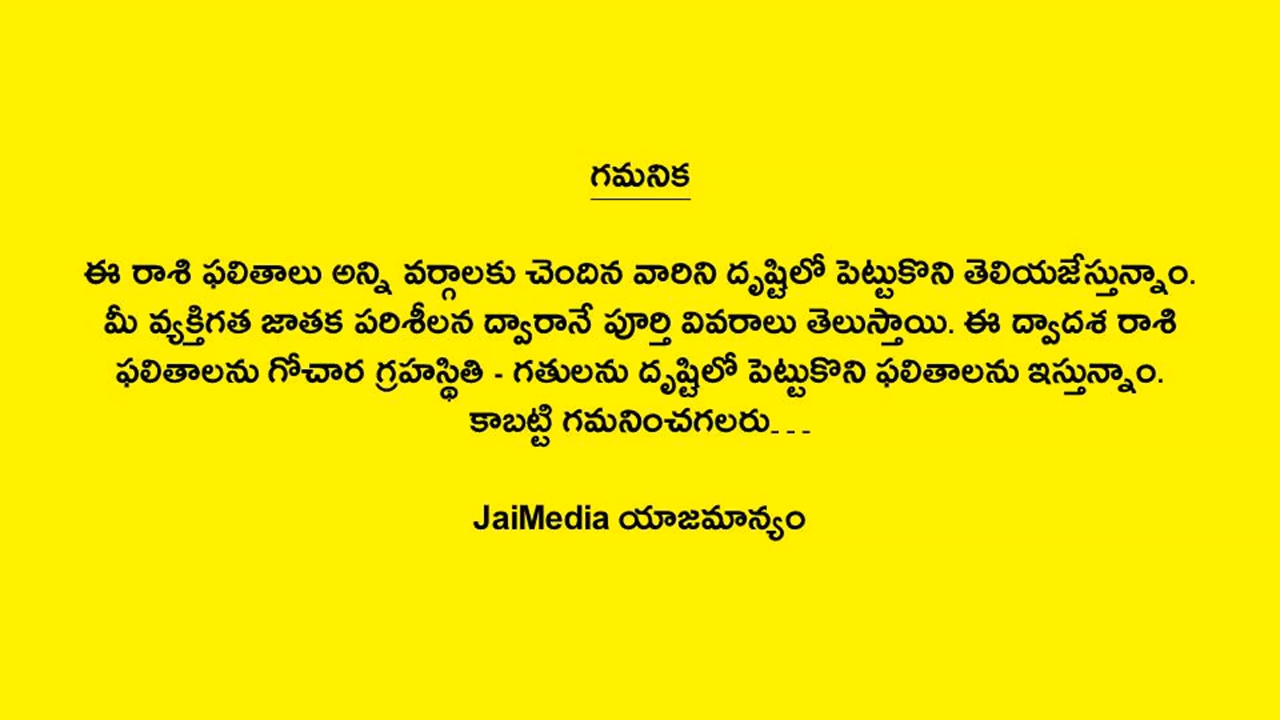 గమనిక
ఈ రాశి ఫలితాలు అన్ని వర్గాలకు చెందిన వారిని దృష్టిలో పెట్టుకొని తెలియజేస్తున్నాం.
మీ వ్యక్తిగత జాతక పరిశీలన ద్వారానే పూర్తి వివరాలు తెలుస్తాయి. ఈ ద్వాదశ రాశి
ఫలితాలను గోచార గ్రహస్థితి - గతులను దృష్టిలో పెట్టుకొని ఫలితాలను ఇస్తున్నాం.
కాబట్టి గమనించగలరు---
JaiMedia యాజమాన్యం